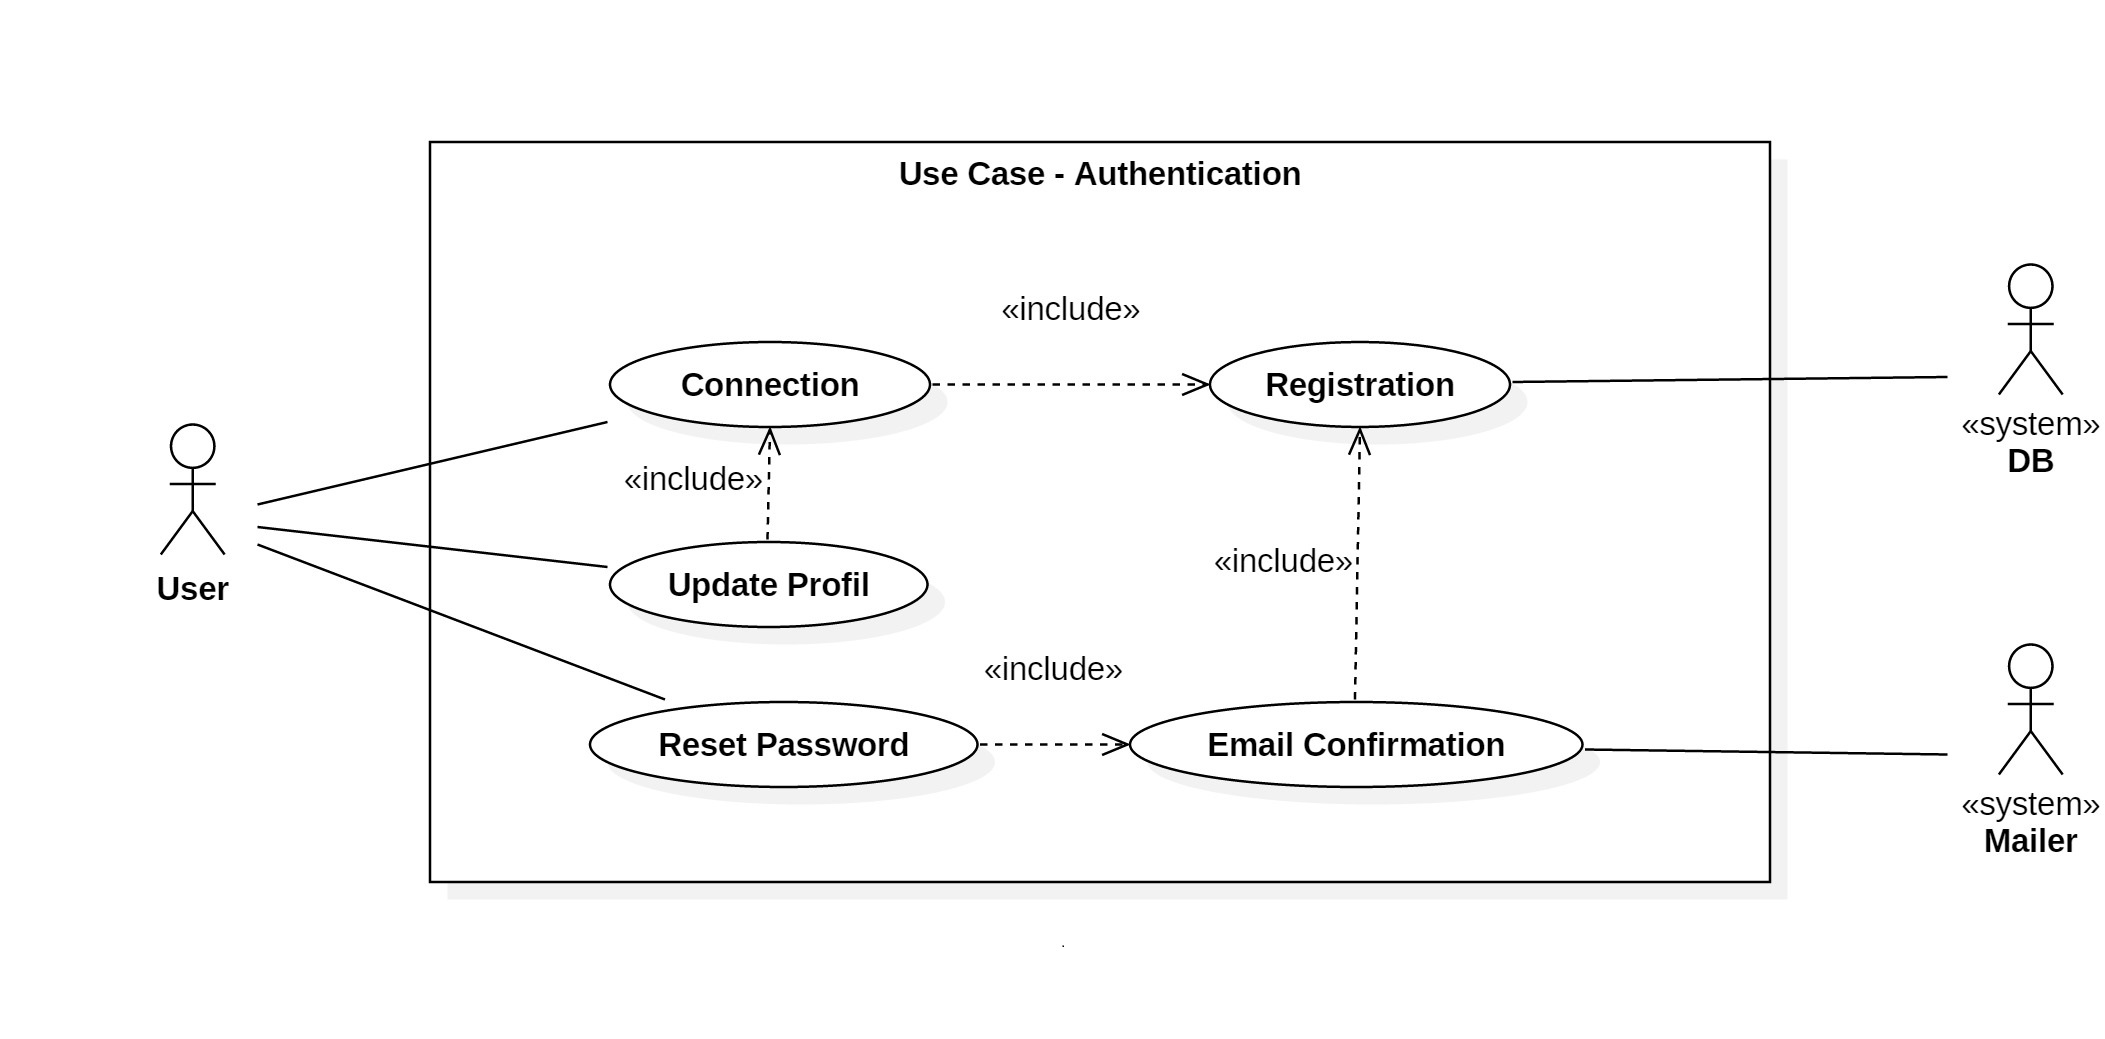 Use Case - Authentication
«include»
Connection
Registration
«system»
DB
«include»
User
Update Profil
«include»
«include»
Reset Password
Email Confirmation
«system»
Mailer
.